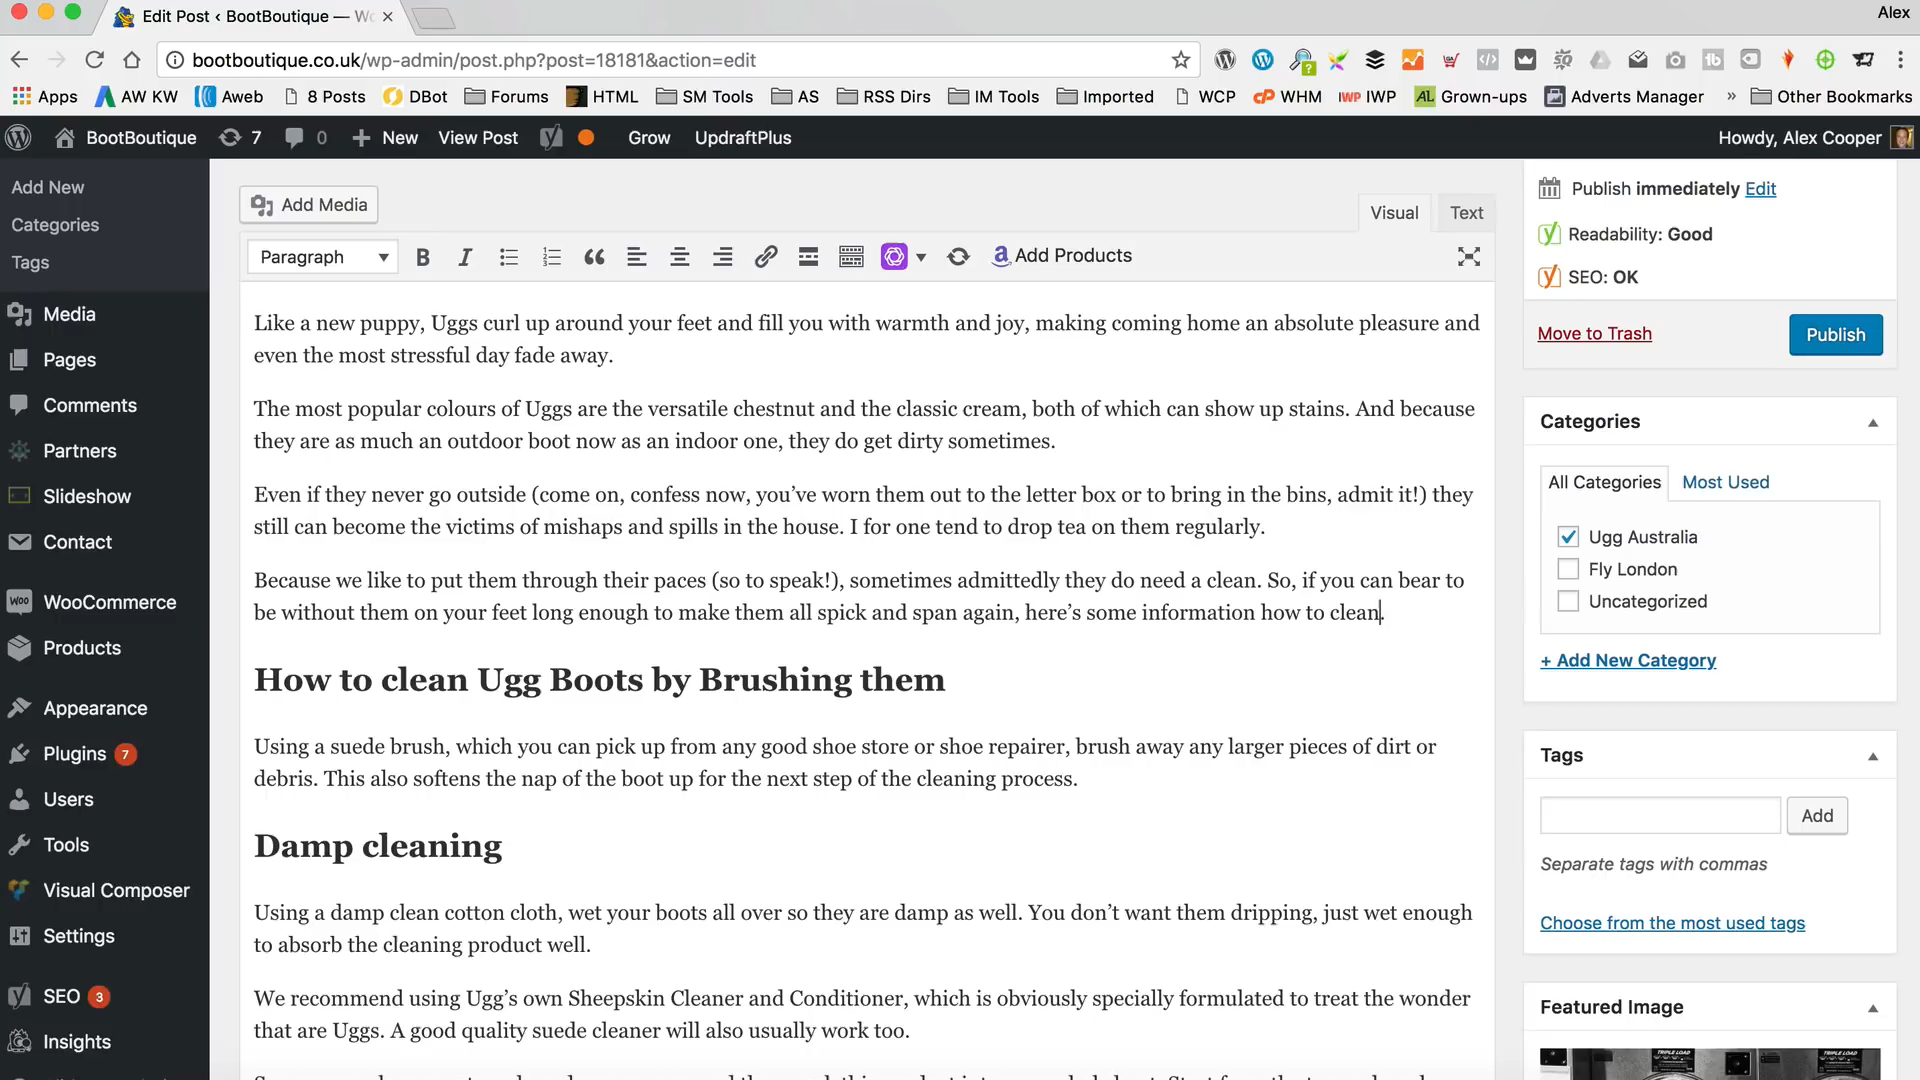 Edit Post ‹ BootBoutique — Wo
Alex
bootboutique.co.uk/wp-admin/post.php?post=18181&action=edit
Apps AW KW Aweb 8 Posts DBot Forums HTML SM Tools AS RSS Dirs IM Tools Imported WCP WHM IWP Grown-ups Adverts Manager » Other Bookmarks
BootBoutique 7 0 New View Post Grow UpdraftPlus Howdy, Alex Cooper
Add New
Categories
Tags
Media
Pages
Comments
Partners
Slideshow
Contact
WooCommerce
Products
Appearance
Plugins 7
Users
Tools
Visual Composer
Settings
SEO 3
Insights
Add Media
Visual Text
Paragraph B I Add Products
Like a new puppy, Uggs curl up around your feet and fill you with warmth and joy, making coming home an absolute pleasure and
even the most stressful day fade away.
The most popular colours of Uggs are the versatile chestnut and the classic cream, both of which can show up stains. And because
they are as much an outdoor boot now as an indoor one, they do get dirty sometimes.
Even if they never go outside (come on, confess now, you’ve worn them out to the letter box or to bring in the bins, admit it!) they
still can become the victims of mishaps and spills in the house. I for one tend to drop tea on them regularly.
Because we like to put them through their paces (so to speak!), sometimes admittedly they do need a clean. So, if you can bear to
be without them on your feet long enough to make them all spick and span again, here’s some information how to clean.
How to clean Ugg Boots by Brushing them
Using a suede brush, which you can pick up from any good shoe store or shoe repairer, brush away any larger pieces of dirt or
debris. This also softens the nap of the boot up for the next step of the cleaning process.
Damp cleaning
Using a damp clean cotton cloth, wet your boots all over so they are damp as well. You don’t want them dripping, just wet enough
to absorb the cleaning product well.
We recommend using Ugg’s own Sheepskin Cleaner and Conditioner, which is obviously specially formulated to treat the wonder
that are Uggs. A good quality suede cleaner will also usually work too.
Publish immediately Edit
Readability: Good
SEO: OK
Move to Trash Publish
Categories
All Categories Most Used
Ugg Australia
Fly London
Uncategorized
+ Add New Category
Tags
Add
Separate tags with commas
Choose from the most used tags
Featured Image
TRIPLE LOAD TRIPLE LOAD